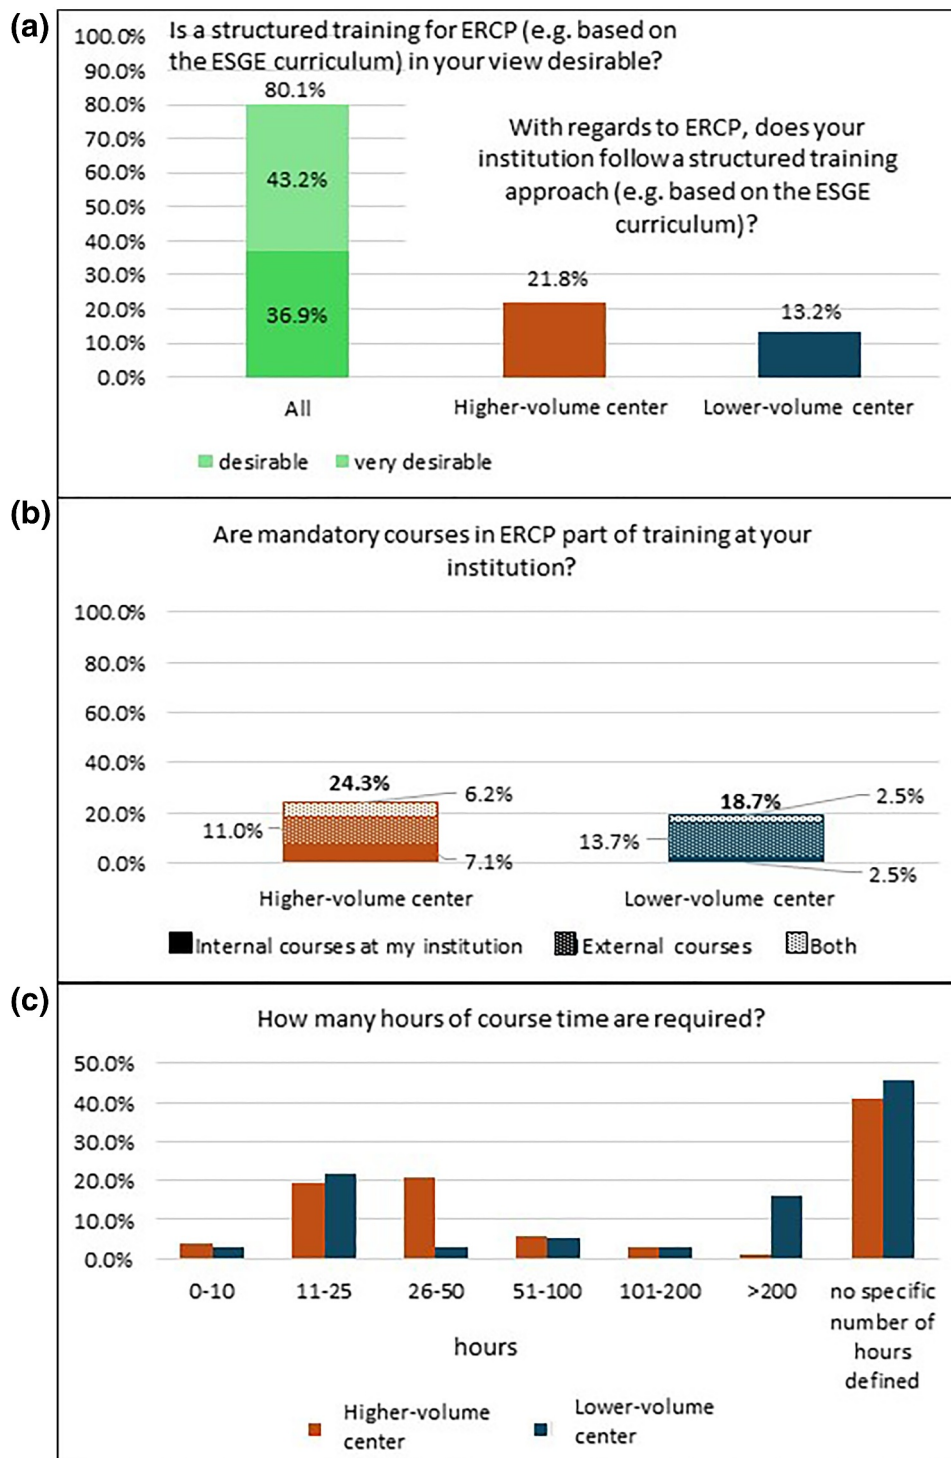 (a)
Is a structured training for ERCP (e.g. based on
the ESGE curriculum) in your view desirable?
100.0%
90.0%
80.0%
70.0%
60.0%
50.0%
40.0%
30.0%
20.0%
10.0%
0.0%
80.1%
43.2%
36.9%
With regards to ERCP, does your
institution follow a structured training
approach (e.g. based on the ESGE
curriculum)?
21.8%
13.2%
All
Higher-volume center
Lower-volume center
desirable
very desirable
(b)
Are mandatory courses in ERCP part of training at your
institution?
100.0%
80.0%
60.0%
40.0%
20.0%
0.0%
24.3%
6.2%
11.0%
7.1%
18.7%
2.5%
13.7%
2.5%
Higher-volume center
Lower-volume center
Internal courses at my institution
External courses
Both
(c)
How many hours of course time are required?
50.0%
40.0%
30.0%
20.0%
10.0%
0.0%
0-10
11-25
26-50
51-100
101-200
>200
no specific
number of
hours
defined
hours
Higher-volume
center
Lower-volume
center